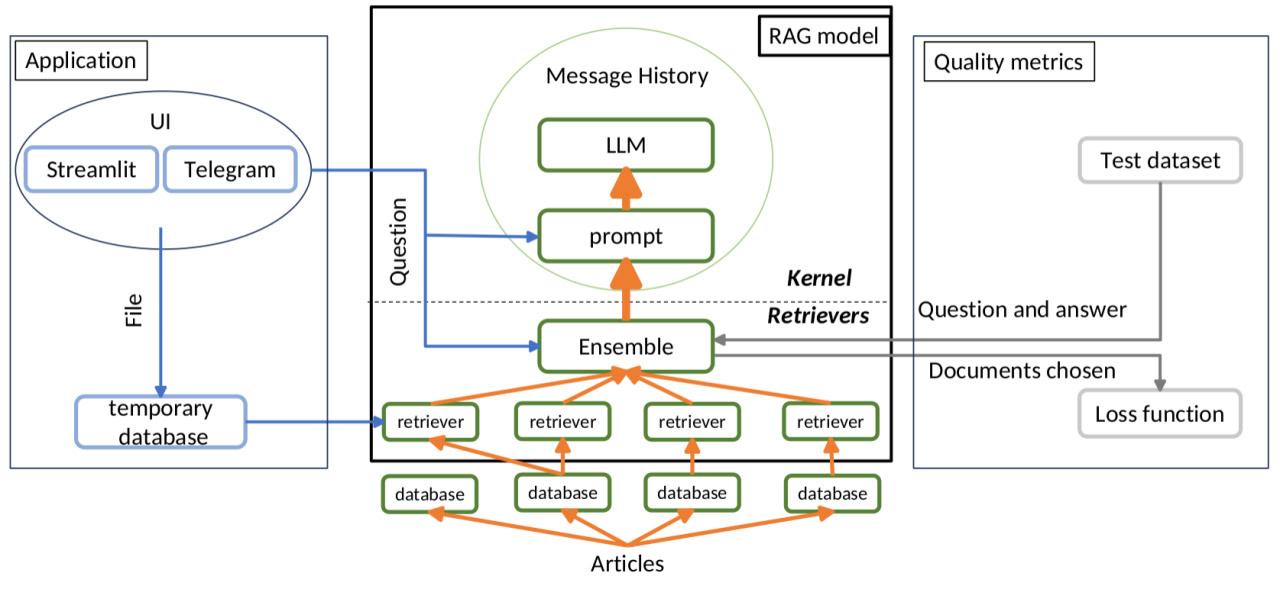 Application
UI
Streamlit
Telegram
File
temporary
database
RAG model
Message History
LLM
prompt
Question
Kernel
Retrievers
Ensemble
retriever
retriever
retriever
retriever
database
database
database
database
Articles
Quality metrics
Test dataset
Question and answer
Documents chosen
Loss function